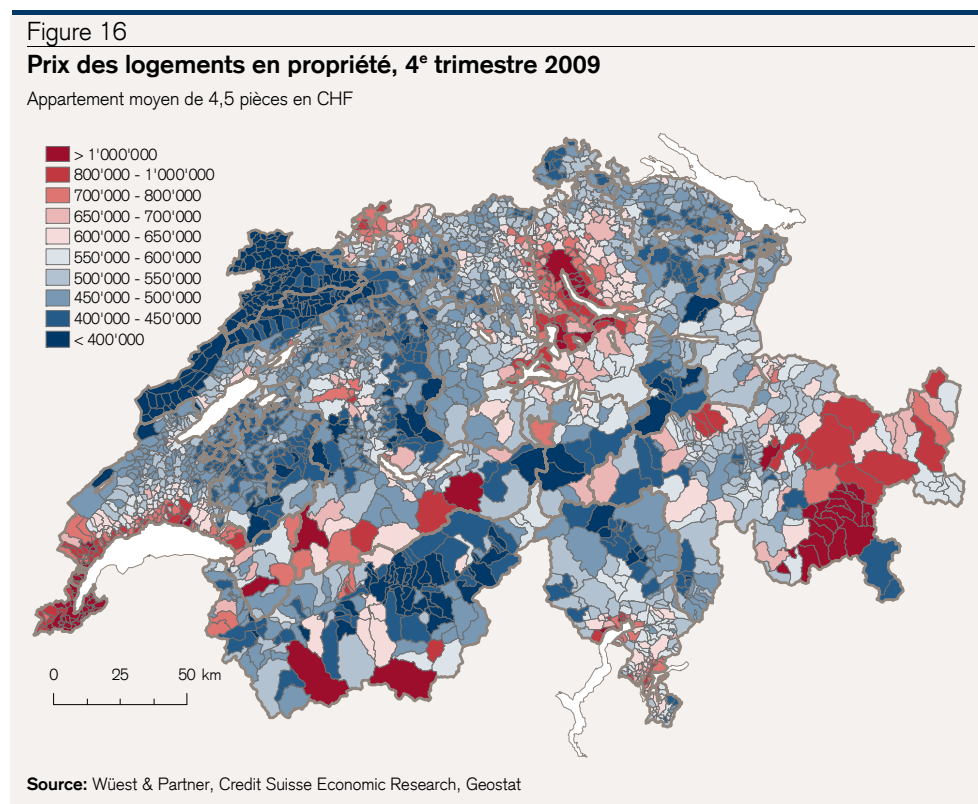 Figure 16
Prix des logements en propriété, 4e trimestre 2009
Appartement moyen de 4,5 pièces en CHF
> 1'000'000
800'000 - 1'000'000
700'000 - 800'000
650'000 - 700'000
600'000 - 650'000
550'000 - 600'000
500'000 - 550'000
450'000 - 500'000
400'000 - 450'000
< 400'000
0 25 50 km
Source: Wüest & Partner, Credit Suisse Economic Research, Geostat